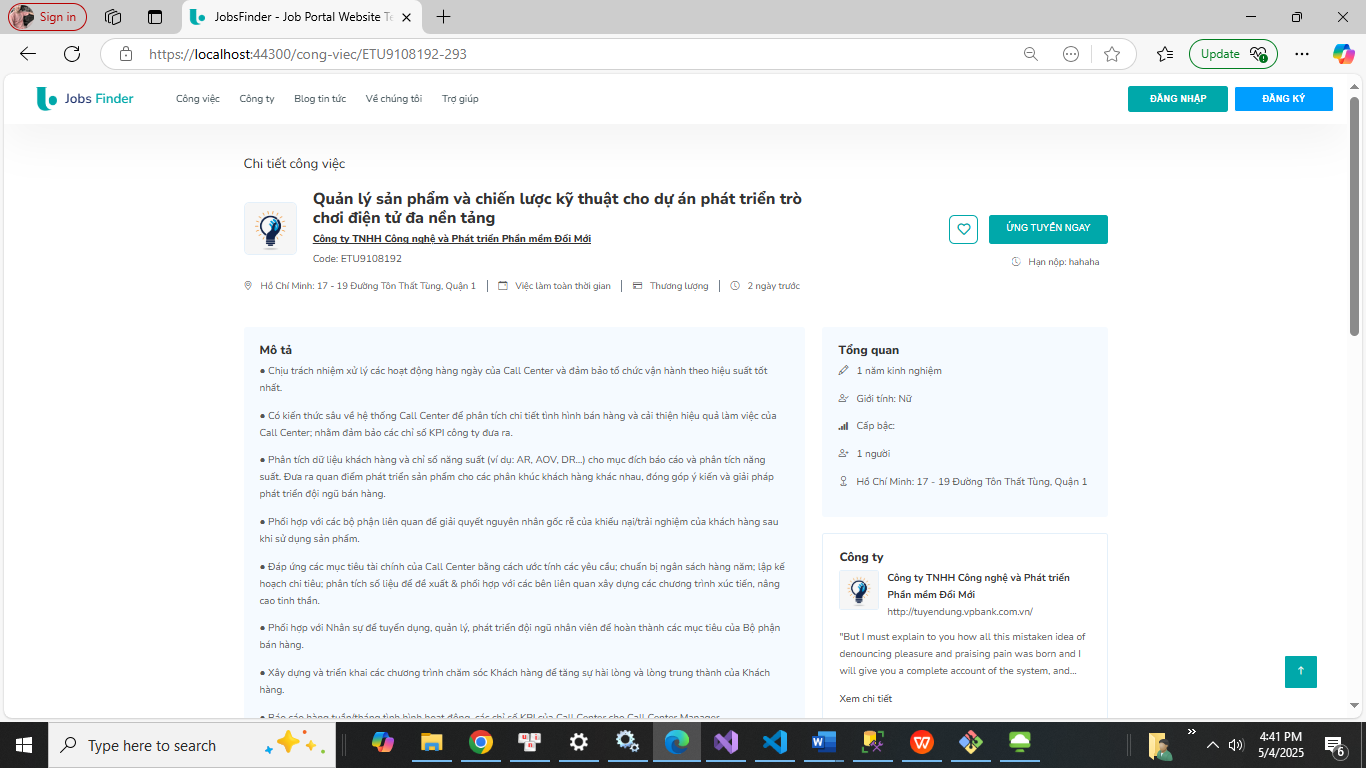 Sign in
JobsFinder - Job Portal Website Te
https://localhost:44300/cong-viec/ETU9108192-293
Update
Jobs Finder
Công việc
Công ty
Blog tin tức
Về chúng tôi
Trợ giúp
ĐĂNG NHẬP
ĐĂNG KÝ
Chi tiết công việc
Quản lý sản phẩm và chiến lược kỹ thuật cho dự án phát triển trò
chơi điện tử đa nền tảng
Công ty TNHH Công nghệ và Phát triển Phần mềm Đổi Mới
Code: ETU9108192
ỨNG TUYỂN NGAY
Hạn nộp: hahaha
Hồ Chí Minh: 17 - 19 Đường Tôn Thất Tùng, Quận 1
Việc làm toàn thời gian
Thương lượng
2 ngày trước
Mô tả
● Chịu trách nhiệm xử lý các hoạt động hàng ngày của Call Center và đảm bảo tổ chức vận hành theo hiệu suất tốt
nhất.
● Có kiến thức sâu về hệ thống Call Center để phân tích chi tiết tình hình bán hàng và cải thiện hiệu quả làm việc của
Call Center; nhằm đảm bảo các chỉ số KPI công ty đưa ra.
● Phân tích dữ liệu khách hàng và chỉ số năng suất (ví dụ: AR, AOV, DR...) cho mục đích báo cáo và phân tích năng
suất. Đưa ra quan điểm phát triển sản phẩm cho các phân khúc khách hàng khác nhau, đóng góp ý kiến và giải pháp
phát triển đội ngũ bán hàng.
● Phối hợp với các bộ phận liên quan để giải quyết nguyên nhân gốc rễ của khiếu nại/trải nghiệm của khách hàng sau
khi sử dụng sản phẩm.
● Đáp ứng các mục tiêu tài chính của Call Center bằng cách ước tính các yêu cầu; chuẩn bị ngân sách hàng năm; lập kế
hoạch chi tiêu; phân tích số liệu để đề xuất & phối hợp với các bên liên quan xây dựng các chương trình xúc tiến, nâng
cao tinh thần.
● Phối hợp với Nhân sự để tuyển dụng, quản lý, phát triển đội ngũ nhân viên để hoàn thành các mục tiêu của Bộ phận
bán hàng.
● Xây dựng và triển khai các chương trình chăm sóc Khách hàng để tăng sự hài lòng và lòng trung thành của Khách
hàng.
● Báo cáo hàng tuần/tháng tình hình hoạt động, các chỉ số KPI của Call Center cho Call Center Manager
Tổng quan
1 năm kinh nghiệm
Giới tính: Nữ
Cấp bậc:
1 người
Hồ Chí Minh: 17 - 19 Đường Tôn Thất Tùng, Quận 1
Công ty
Công ty TNHH Công nghệ và Phát triển
Phần mềm Đổi Mới
http://tuyendung.vpbank.com.vn/
"But I must explain to you how all this mistaken idea of
denouncing pleasure and praising pain was born and I
will give you a complete account of the system, and...
Xem chi tiết
Type here to search
4:41 PM
5/4/2025
6